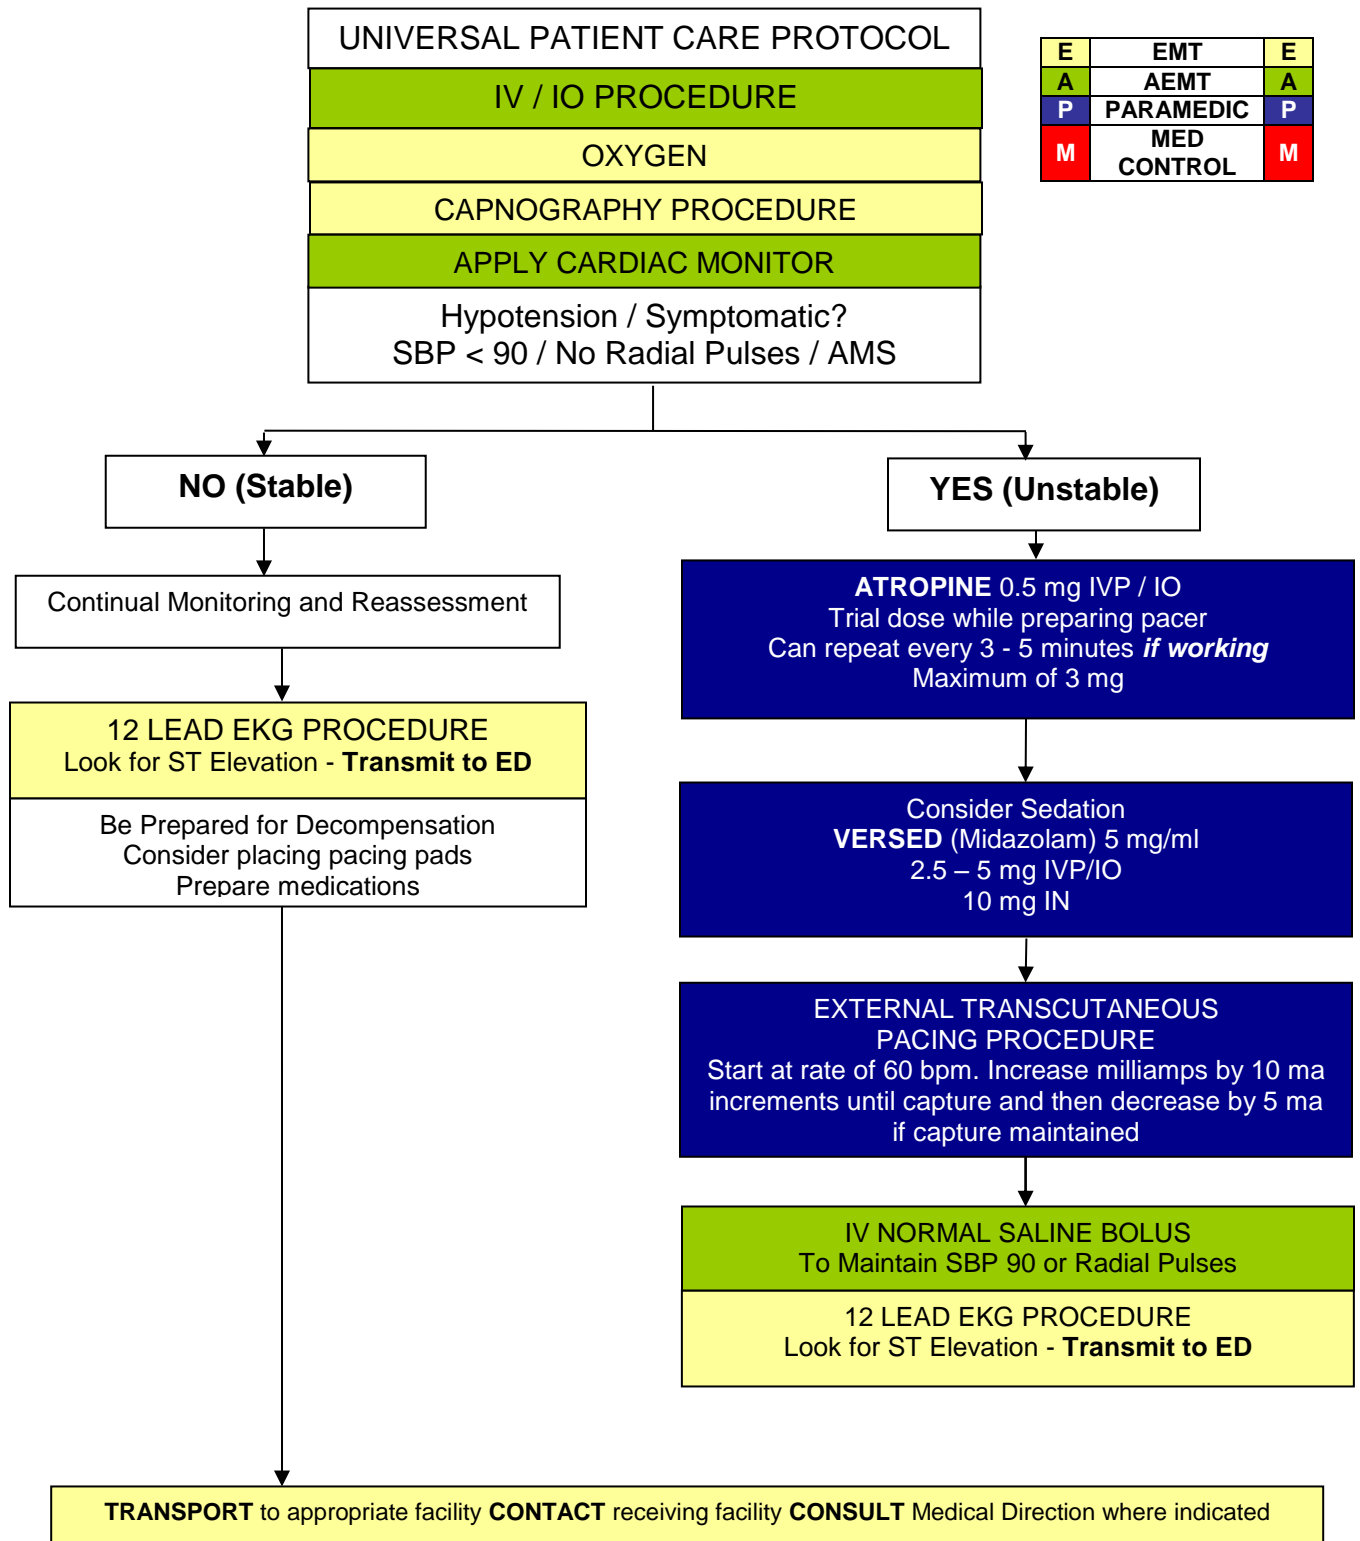 UNIVERSAL PATIENT CARE PROTOCOL
IV / IO PROCEDURE
OXYGEN
CAPNOGRAPHY PROCEDURE
APPLY CARDIAC MONITOR
Hypotension / Symptomatic?
SBP < 90 / No Radial Pulses / AMS
E EMT E
A AEMT A
P PARAMEDIC P
M MED CONTROL M
NO (Stable)
Continual Monitoring and Reassessment
12 LEAD EKG PROCEDURE
Look for ST Elevation - Transmit to ED
Be Prepared for Decompensation
Consider placing pacing pads
Prepare medications
YES (Unstable)
ATROPINE 0.5 mg IVP / IO
Trial dose while preparing pacer
Can repeat every 3 - 5 minutes if working
Maximum of 3 mg
Consider Sedation
VERSED (Midazolam) 5 mg/ml
2.5 – 5 mg IVP/IO
10 mg IN
EXTERNAL TRANSCUTANEOUS
PACING PROCEDURE
Start at rate of 60 bpm. Increase milliamps by 10 ma
increments until capture and then decrease by 5 ma
if capture maintained
IV NORMAL SALINE BOLUS
To Maintain SBP 90 or Radial Pulses
12 LEAD EKG PROCEDURE
Look for ST Elevation - Transmit to ED
TRANSPORT to appropriate facility CONTACT receiving facility CONSULT Medical Direction where indicated